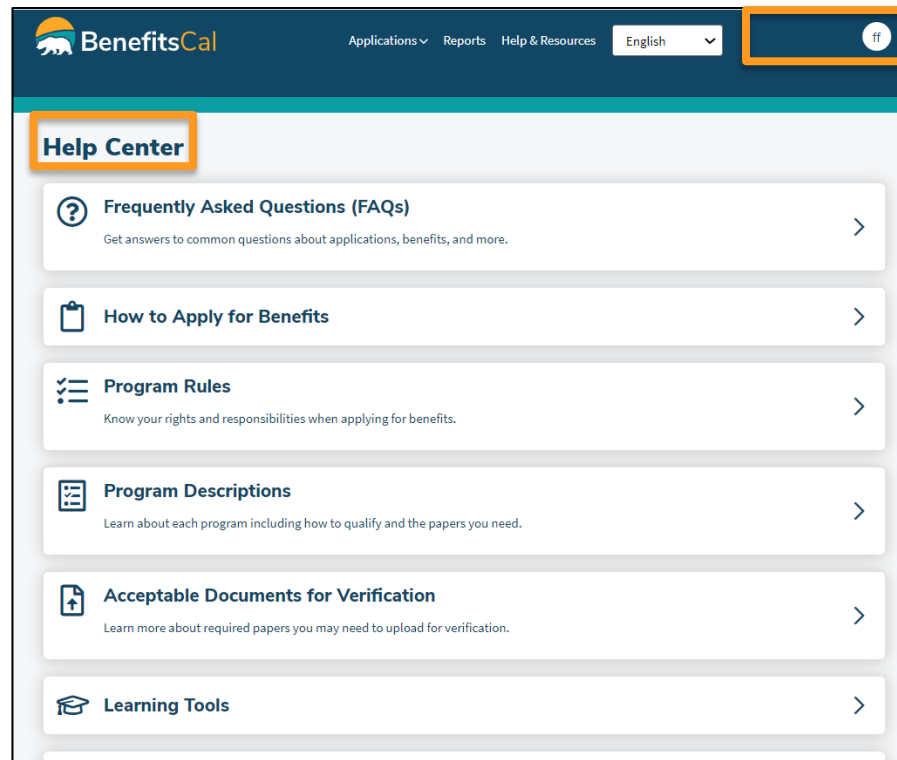 BenefitsCal
Applications Reports Help & Resources English ff
Help Center
Frequently Asked Questions (FAQs)
Get answers to common questions about applications, benefits, and more.
How to Apply for Benefits
Program Rules
Know your rights and responsibilities when applying for benefits.
Program Descriptions
Learn about each program including how to qualify and the papers you need.
Acceptable Documents for Verification
Learn more about required papers you may need to upload for verification.
Learning Tools